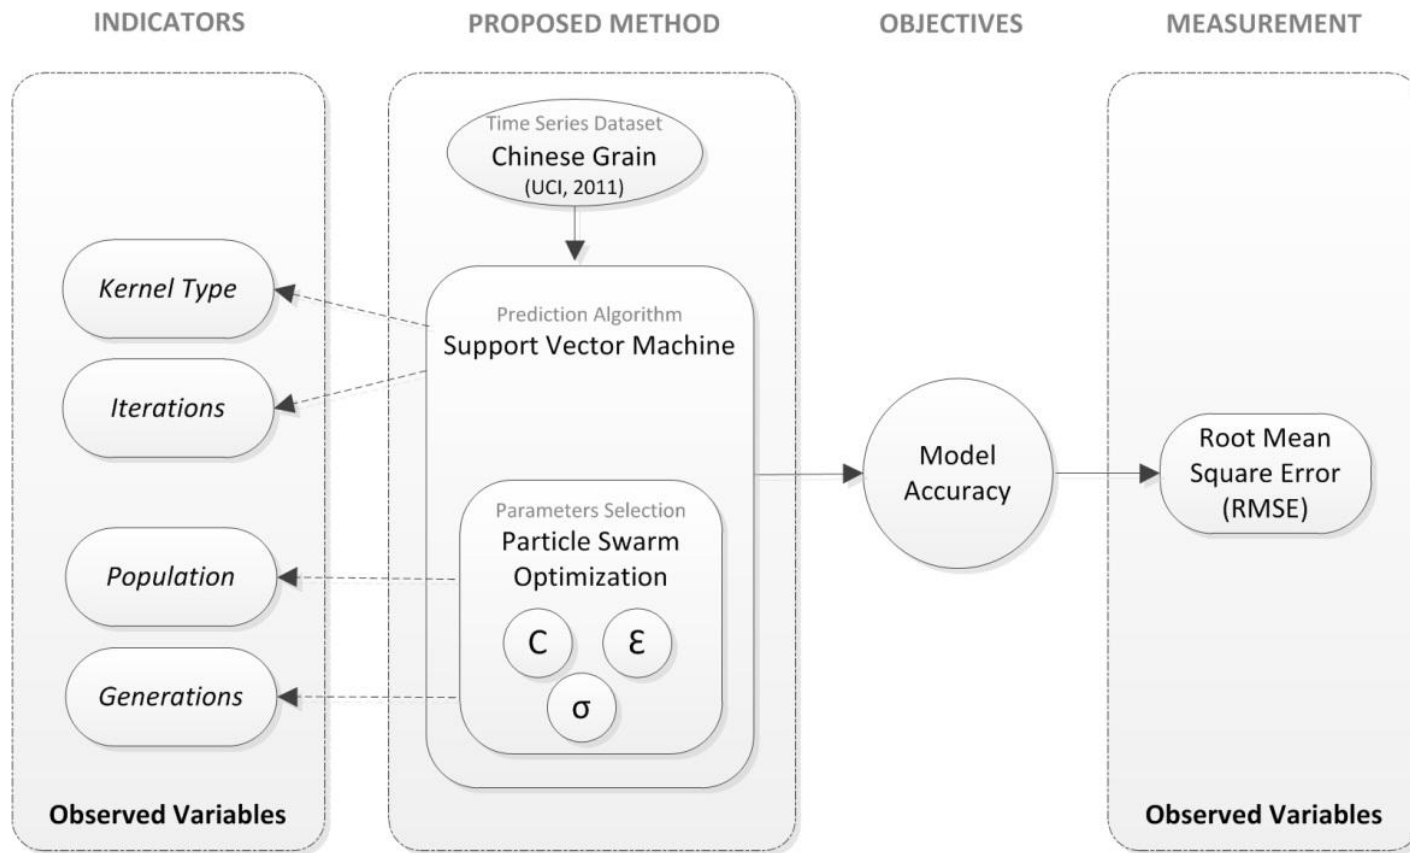 INDICATORS
PROPOSED METHOD
OBJECTIVES
MEASUREMENT
Kernel Type
Iterations
Population
Generations
Observed Variables
Time Series Dataset
Chinese Grain
(UCI, 2011)
Prediction Algorithm
Support Vector Machine
Parameters Selection
Particle Swarm
Optimization
C
ε
σ
Model
Accuracy
Root Mean
Square Error
(RMSE)
Observed Variables